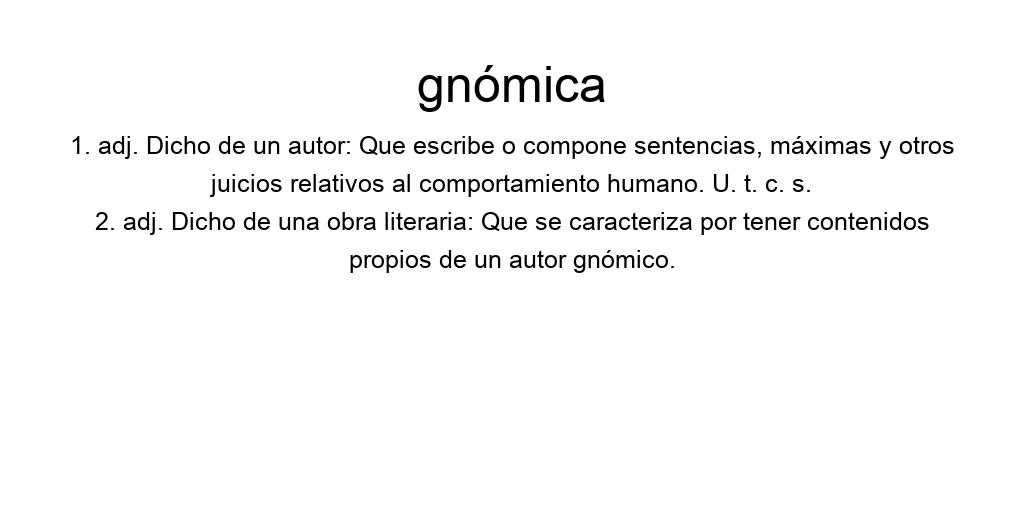 gnómica
1. adj. Dicho de un autor: Que escribe o compone sentencias, máximas y otros
juicios relativos al comportamiento humano. U. t. c. s.
2. adj. Dicho de una obra literaria: Que se caracteriza por tener contenidos
propios de un autor gnómico.